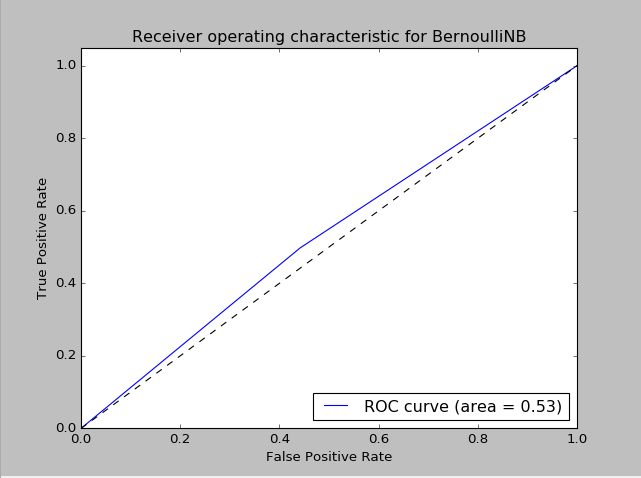 Receiver operating characteristic for BernoulliNB
1.0
0.8
0.6
0.4
0.2
0.0
True Positive Rate
ROC curve (area = 0.53)
0.0 0.2 0.4 0.6 0.8 1.0
False Positive Rate